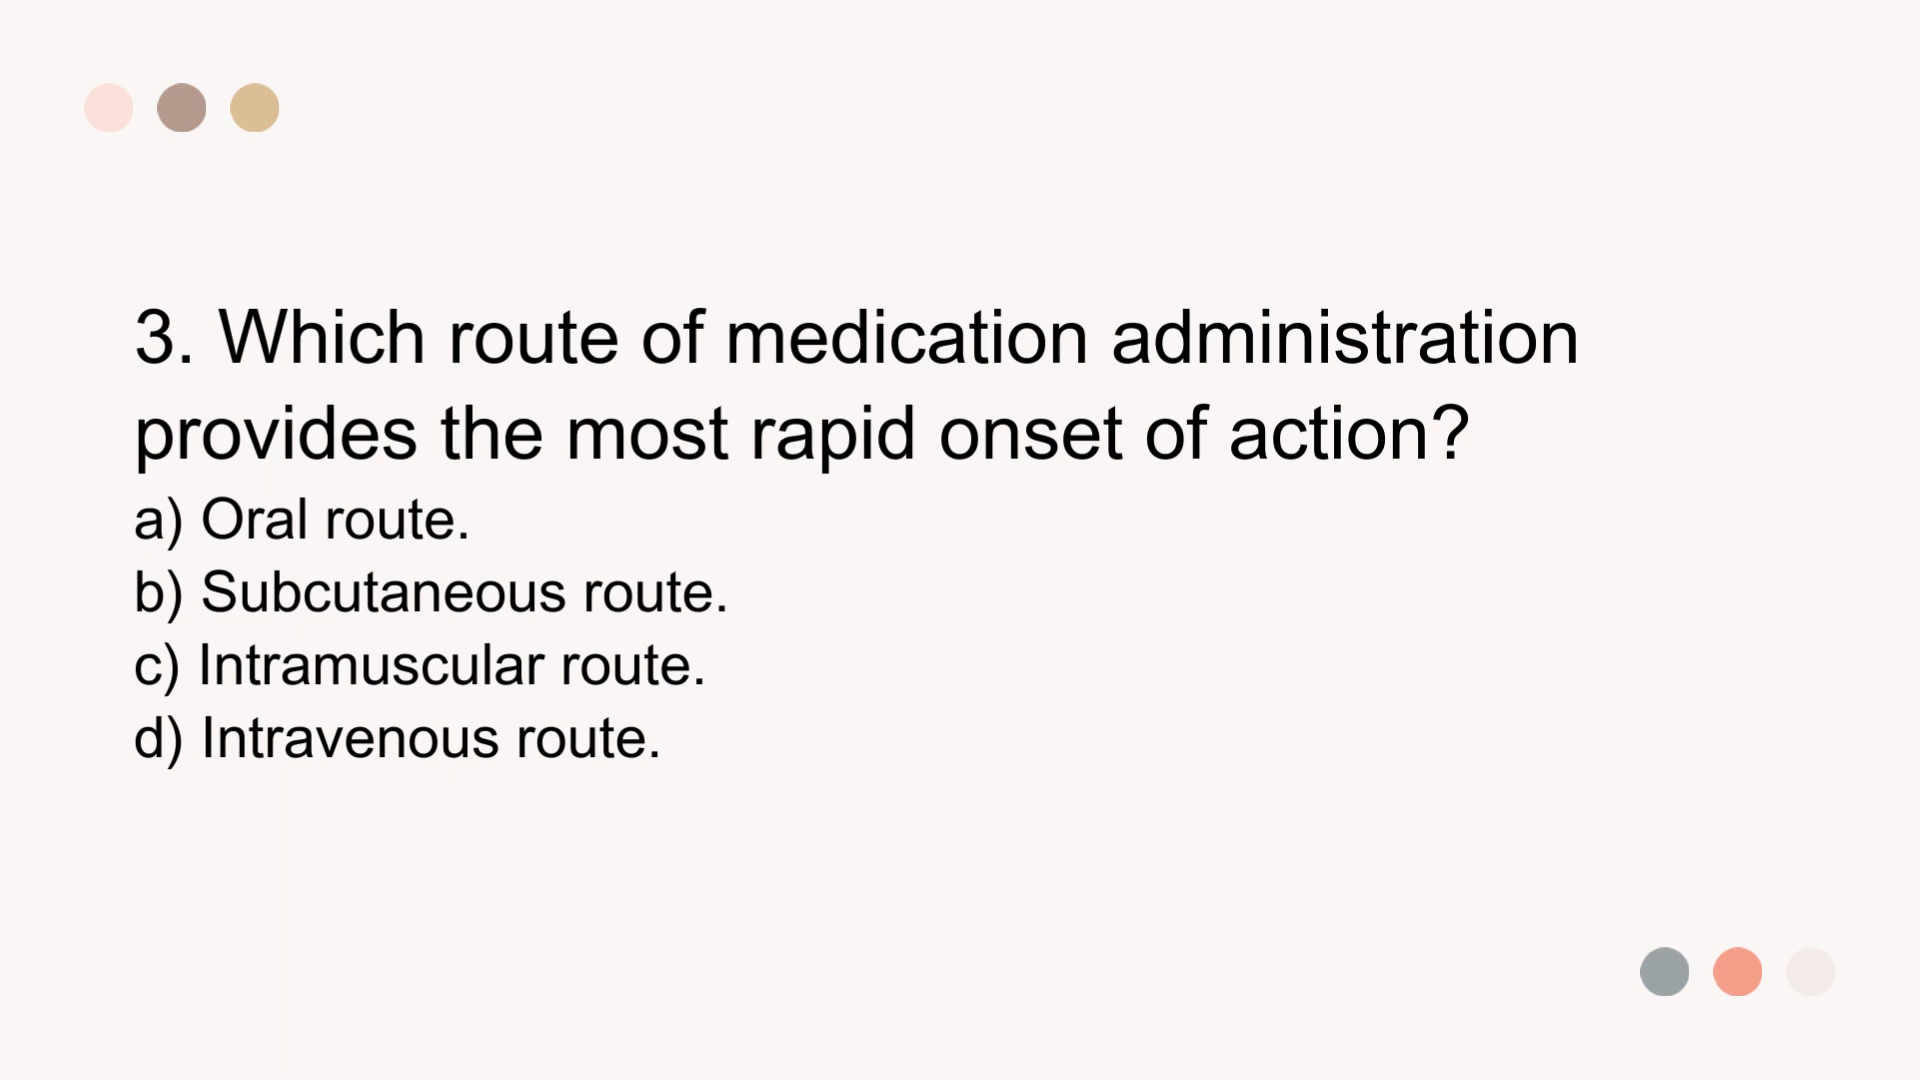 3. Which route of medication administration
provides the most rapid onset of action?
a) Oral route.
b) Subcutaneous route.
c) Intramuscular route.
d) Intravenous route.